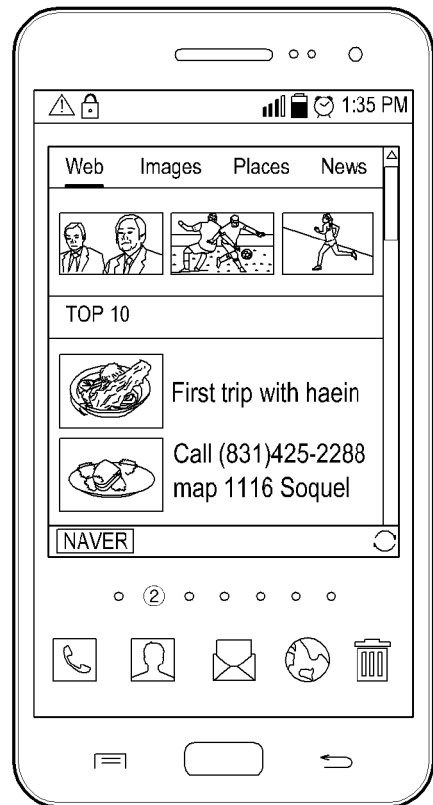 1:35 PM
Web Images Places News
TOP 10
First trip with haein
Call (831)425-2288
map 1116 Soquel
NAVER
2